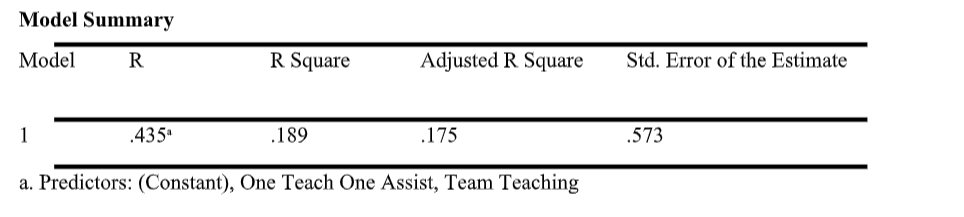 Model Summary
Model R R Square Adjusted R Square Std. Error of the Estimate
1 .435ᵃ .189 .175 .573
a. Predictors: (Constant), One Teach One Assist, Team Teaching